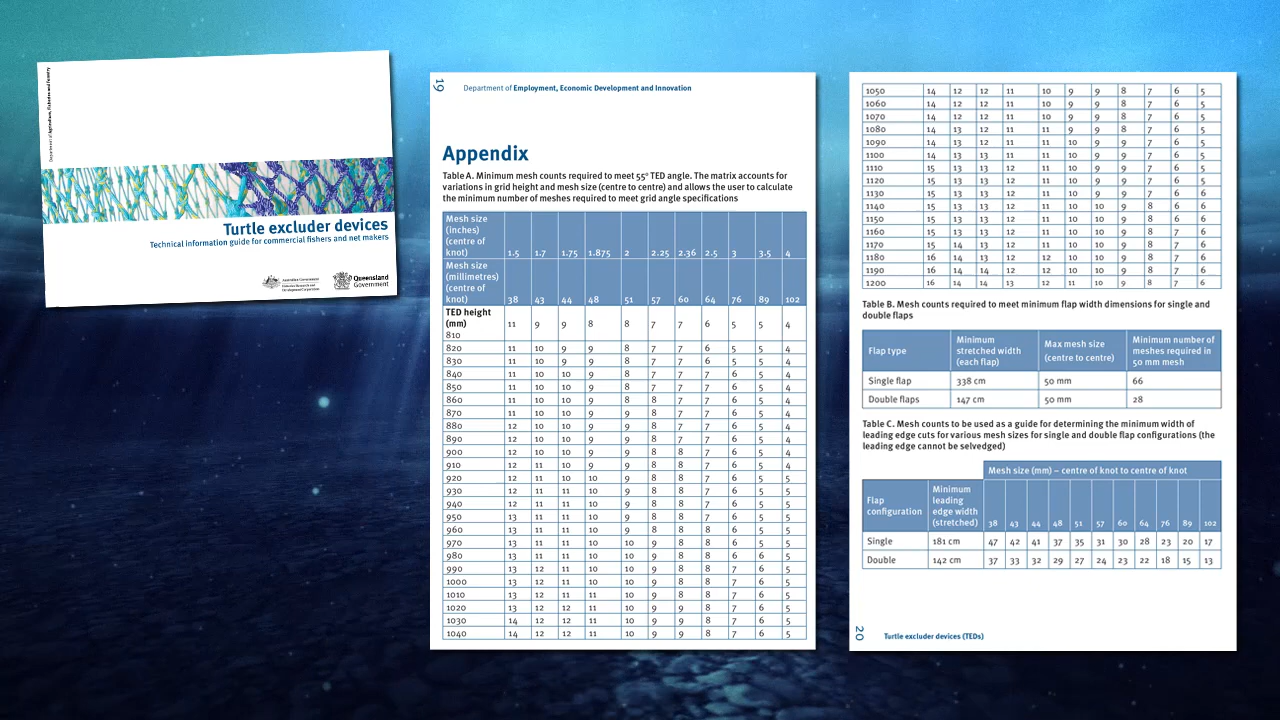 Department of Agriculture, Fisheries and Forestry
Turtle excluder devices
Technical information guide for commercial fishers and net makers
Australian Government
Fisheries Research and
Development Corporation
Queensland
Government
19
Department of Employment, Economic Development and Innovation
Appendix
Table A. Minimum mesh counts required to meet 55° TED angle. The matrix accounts for
variations in grid height and mesh size (centre to centre) and allows the user to calculate
the minimum number of meshes required to meet grid angle specifications
Mesh size
(inches)
(centre of
knot) 1.5 1.7 1.75 1.875 2 2.25 2.36 2.5 3 3.5 4
Mesh size
(millimetres)
(centre of
knot) 38 43 44 48 51 57 60 64 76 89 102
TED height
(mm)
810 11 9 9 8 8 7 7 6 5 5 4
820 11 10 9 9 8 7 7 6 5 5 4
830 11 10 9 9 8 7 7 6 5 5 4
840 11 10 10 9 8 7 7 7 6 5 4
850 11 10 10 9 8 7 7 7 6 5 4
860 11 10 10 9 8 8 7 7 6 5 4
870 11 10 10 9 9 8 7 7 6 5 4
880 12 10 10 9 9 8 7 7 6 5 4
890 12 10 10 9 9 8 7 7 6 5 4
900 12 10 10 9 9 8 8 7 6 5 4
910 12 11 10 9 9 8 8 7 6 5 4
920 12 11 10 10 9 8 8 7 6 5 5
930 12 11 11 10 9 8 8 7 6 5 5
940 12 11 11 10 9 8 8 7 6 5 5
950 13 11 11 10 9 8 8 7 6 5 5
960 13 11 11 10 9 8 8 8 6 5 5
970 13 11 11 10 10 9 8 8 6 5 5
980 13 11 11 10 10 9 8 8 6 6 5
990 13 12 11 10 10 9 8 8 7 6 5
1000 13 12 11 10 10 9 8 8 7 6 5
1010 13 12 11 11 10 9 8 8 7 6 5
1020 13 12 12 11 10 9 9 8 7 6 5
1030 14 12 12 11 10 9 9 8 7 6 5
1040 14 12 12 11 10 9 9 8 7 6 5
1050 14 12 12 11 10 9 9 8 7 6 5
1060 14 12 12 11 10 9 9 8 7 6 5
1070 14 12 12 11 10 9 9 8 7 6 5
1080 14 13 12 11 11 9 9 8 7 6 5
1090 14 13 12 11 11 10 9 9 7 6 5
1100 14 13 13 11 11 10 9 9 7 6 5
1110 15 13 13 12 11 10 9 9 7 6 5
1120 15 13 13 12 11 10 9 9 7 6 5
1130 15 13 13 12 11 10 9 9 7 6 6
1140 15 13 13 12 11 10 10 9 8 7 6
1150 15 13 13 12 11 10 10 9 8 7 6
1160 15 13 13 12 11 10 10 9 8 7 6
1170 15 14 13 12 11 10 10 9 8 7 6
1180 16 14 13 12 11 10 10 9 8 7 6
1190 16 14 14 12 12 10 10 9 8 7 6
1200 16 14 14 13 12 11 10 9 8 7 6
Table B. Mesh counts required to meet minimum flap width dimensions for single and
double flaps
Flap type
Minimum
stretched width
(each flap)
Max mesh size
(centre to centre)
Minimum number of
meshes required in
50 mm mesh
Single flap 338 cm 50 mm 66
Double flaps 147 cm 50 mm 28
Table C. Mesh counts to be used as a guide for determining the minimum width of
leading edge cuts for various mesh sizes for single and double flap configurations (the
leading edge cannot be selvedged)
Mesh size (mm) – centre of knot to centre of knot
Flap
configuration
Minimum
leading
edge width
(stretched)
38 43 44 48 51 57 60 64 76 89 102
Single 181 cm 47 42 41 37 35 31 30 28 23 20 17
Double 142 cm 37 33 32 29 27 24 23 22 18 15 13
20
Turtle excluder devices (TEDs)